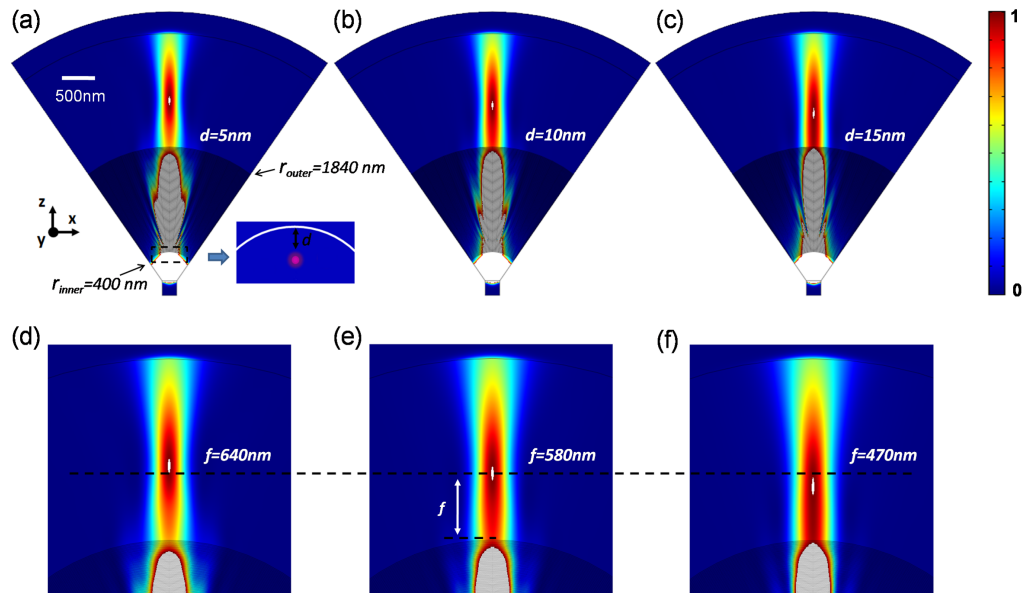 (a)
(b)
(c)
1
500nm
d=5nm
d=10nm
d=15nm
r_outer=1840 nm
z
x
y
d
r_inner=400 nm
0
(d)
(e)
(f)
f=640nm
f=580nm
f=470nm
f